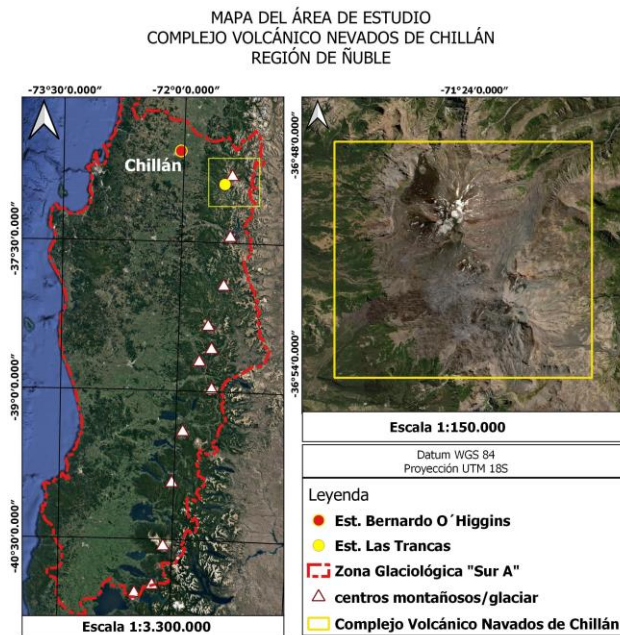 MAPA DEL ÁREA DE ESTUDIO
COMPLEJO VOLCÁNICO NEVADOS DE CHILLÁN
REGIÓN DE ÑUBLE
-73°30′0.000″
-72°0′0.000″
Chillán
-37°30′0.000″
-39°0′0.000″
-40°30′0.000″
Escala 1:3.300.000
-71°24′0.000″
-36°48′0.000″
-36°54′0.000″
Escala 1:150.000
Datum WGS 84
Proyección UTM 18S
Leyenda
Est. Bernardo O´Higgins
Est. Las Trancas
Zona Glaciológica "Sur A"
centros montañosos/glaciar
Complejo Volcánico Navados de Chillán